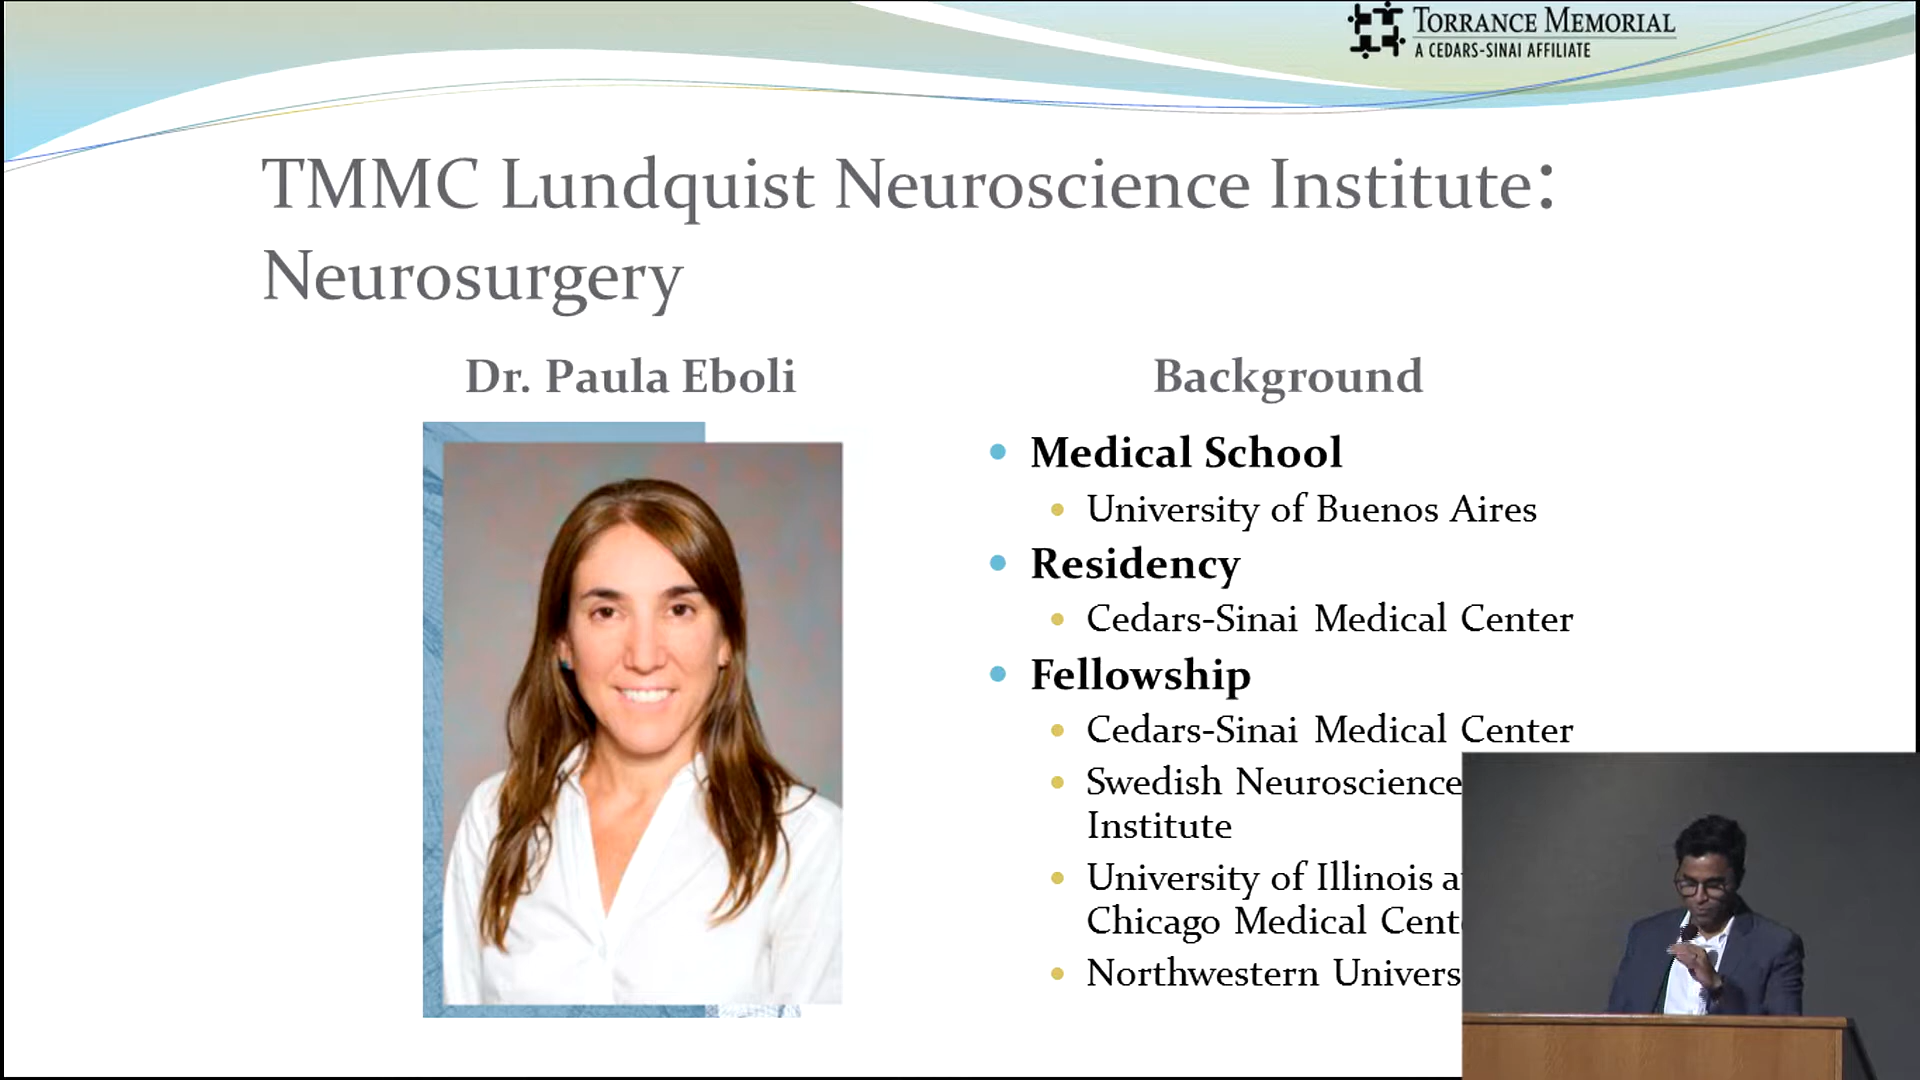 TORRANCE MEMORIAL
A CEDARS-SINAI AFFILIATE
TMMC Lundquist Neuroscience Institute:
Neurosurgery
Dr. Paula Eboli
Background
Medical School
University of Buenos Aires
Residency
Cedars-Sinai Medical Center
Fellowship
Cedars-Sinai Medical Center
Swedish Neuroscience
Institute
University of Illinois
Chicago Medical
Northwestern